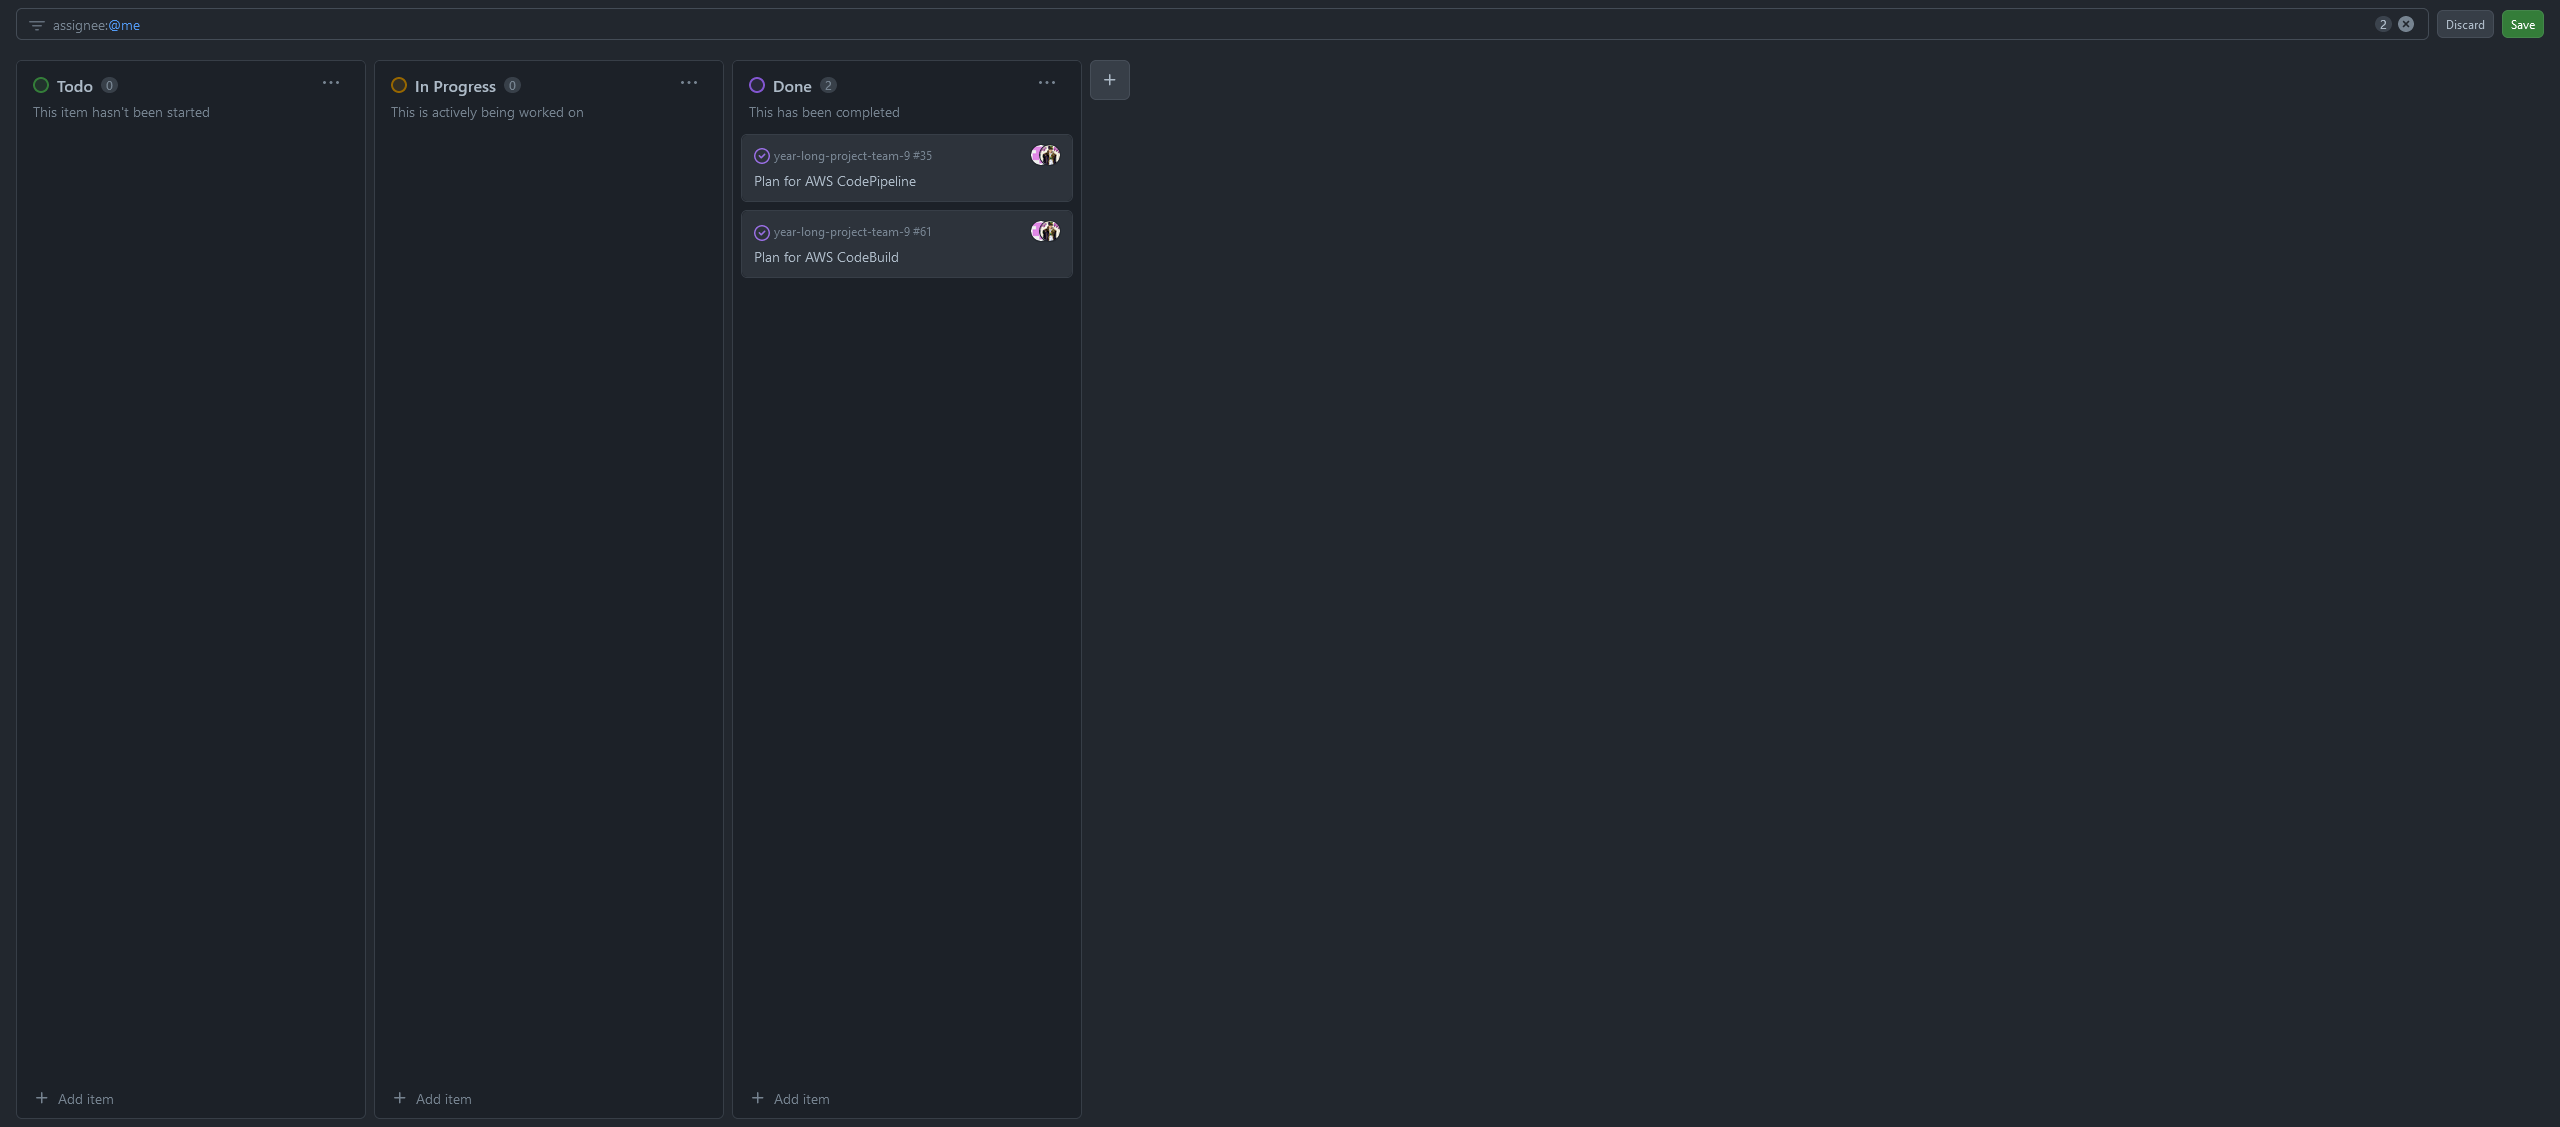 assignee:@me
2
Discard
Save
Todo 0
This item hasn't been started
Add item
In Progress 0
This is actively being worked on
Add item
Done 2
This has been completed
year-long-project-team-9 #35
Plan for AWS CodePipeline
year-long-project-team-9 #61
Plan for AWS CodeBuild
Add item